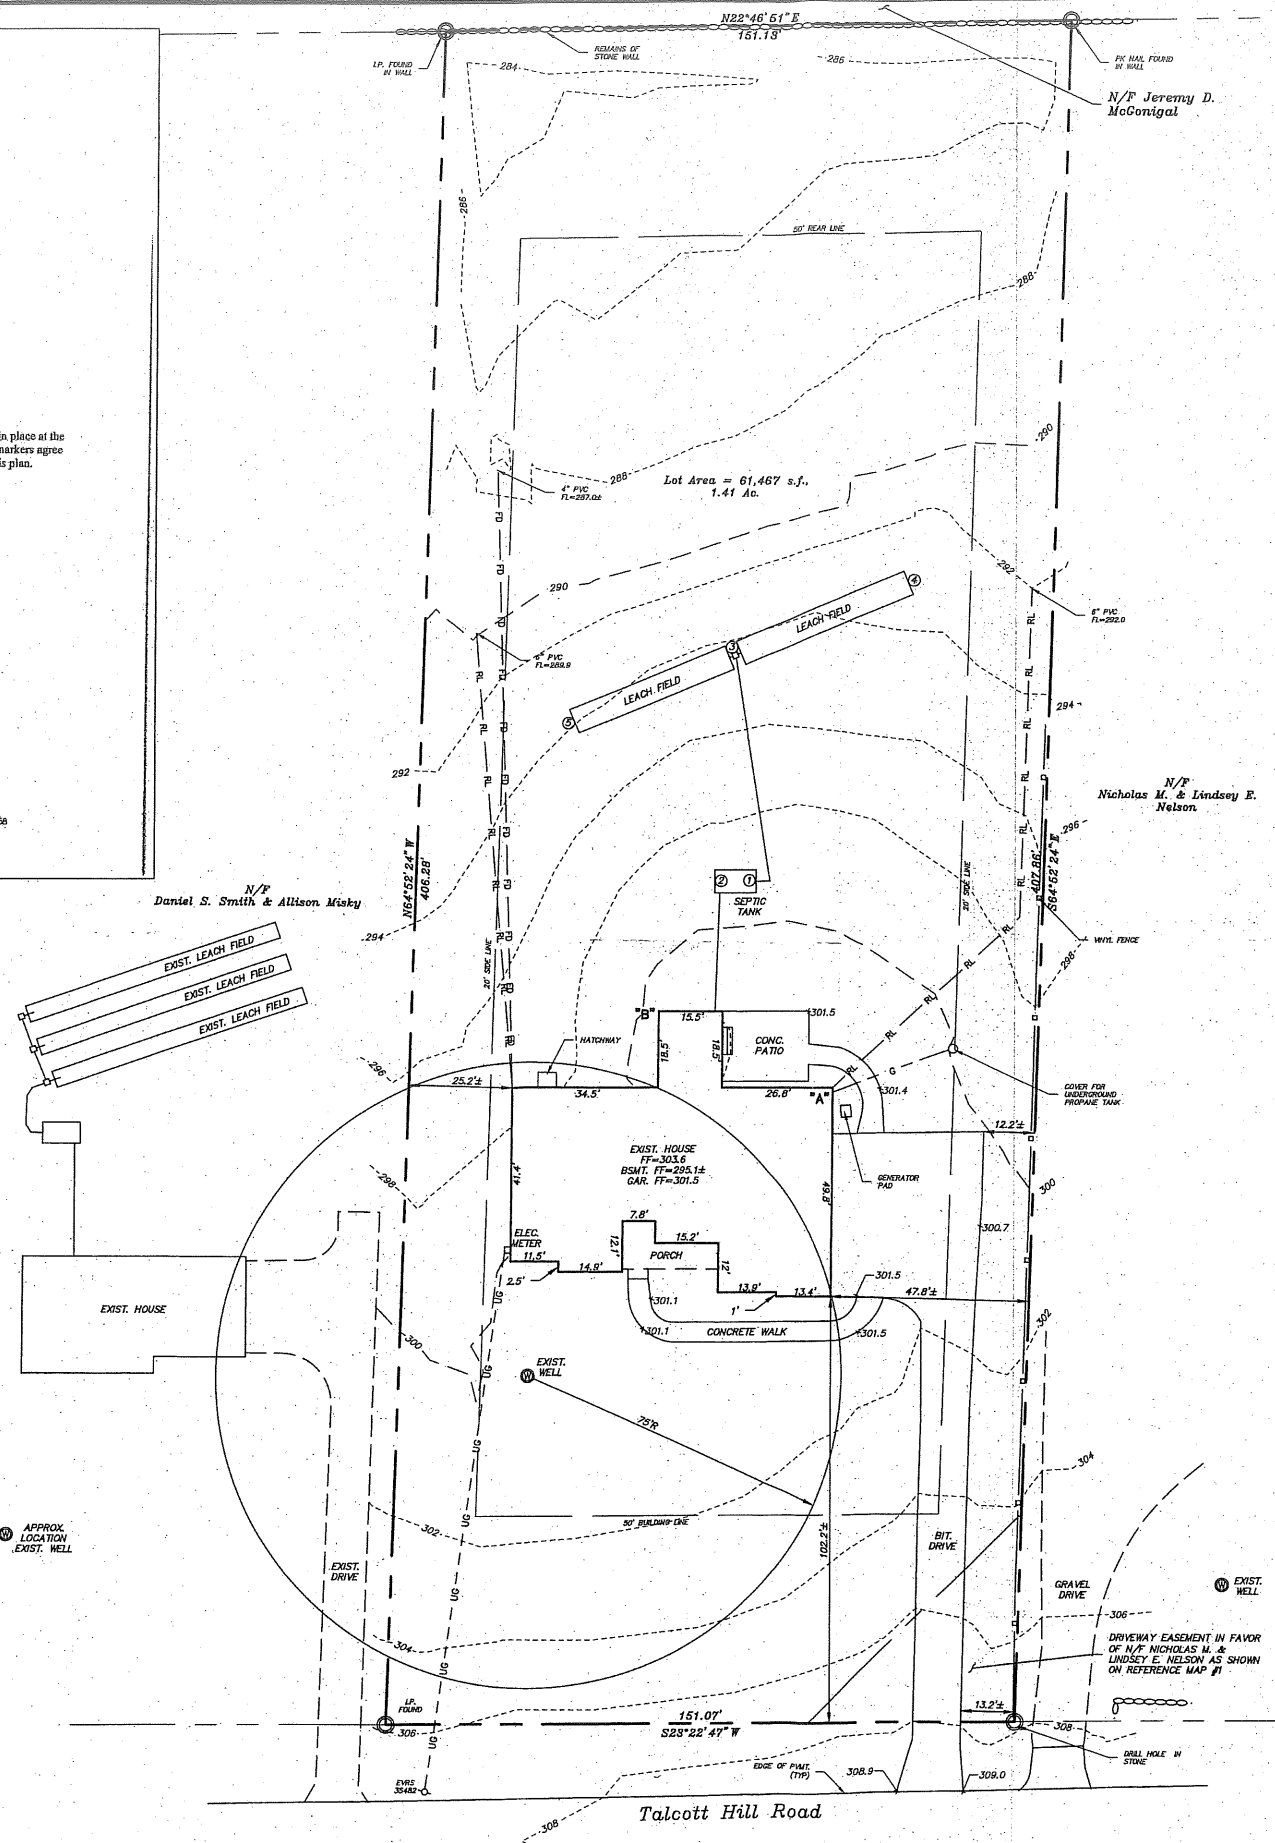 N22°46'51"E
151.13'
I.P. FOUND
IN WALL
REMAINS OF
STONE WALL
284
286
PK NAIL FOUND
IN WALL
N/F Jeremy D.
McGonigal
286
50' REAR LINE
288
in place at the
markers agree
is plan.
290
288
Lot Area = 61,467 s.f.,
1.41 Ac.
4" PVC
FL=287.0±
FD
FD
290
292
LEACH FIELD
4
6" PVC
FL=292.0
RL
FD
3
6" PVC
FL=289.9
LEACH FIELD
5
294
292
N/F
Nicholas M. & Lindsey E.
Nelson
296
N64°52'24"W
406.28'
407.86'
S64°52'24"E
N/F
Daniel S. Smith & Allison Misky
2
1
SEPTIC
TANK
20' SIDE LINE
294
VINYL FENCE
298
EXIST. LEACH FIELD
EXIST. LEACH FIELD
EXIST. LEACH FIELD
20' SIDE LINE
"B"
15.5'
301.5
HATCHWAY
18.5'
18.5'
CONC.
PATIO
296
25.2'±
34.5'
26.8'
"A"
G
301.4
COVER FOR
UNDERGROUND
PROPANE TANK
12.2'±
EXIST. HOUSE
FF=303.6
BSMT. FF=295.1±
GAR. FF=301.5
298
41.4'
49.8'
GENERATOR
PAD
300
300.7
7.8'
ELEC.
METER
12.1'
15.2'
PORCH
12'
11.5'
14.9'
2.5'
13.9'
13.4'
1'
301.5
47.8'±
EXIST. HOUSE
301.1
301.1
CONCRETE WALK
301.5
302
300
EXIST.
WELL
W
UG
75'R
304
302
50' BUILDING LINE
102.2'±
W
APPROX.
LOCATION
EXIST. WELL
EXIST.
DRIVE
BIT.
DRIVE
GRAVEL
DRIVE
W
EXIST.
WELL
304
306
DRIVEWAY EASEMENT IN FAVOR
OF N/F NICHOLAS M. &
LINDSEY E. NELSON AS SHOWN
ON REFERENCE MAP #1
I.P.
FOUND
306
151.07'
S23°22'47"W
13.2'±
308
DRILL HOLE IN
STONE
EVRS
35482
EDGE OF PVMT.
(TYP)
308.9
309.0
308
Talcott Hill Road